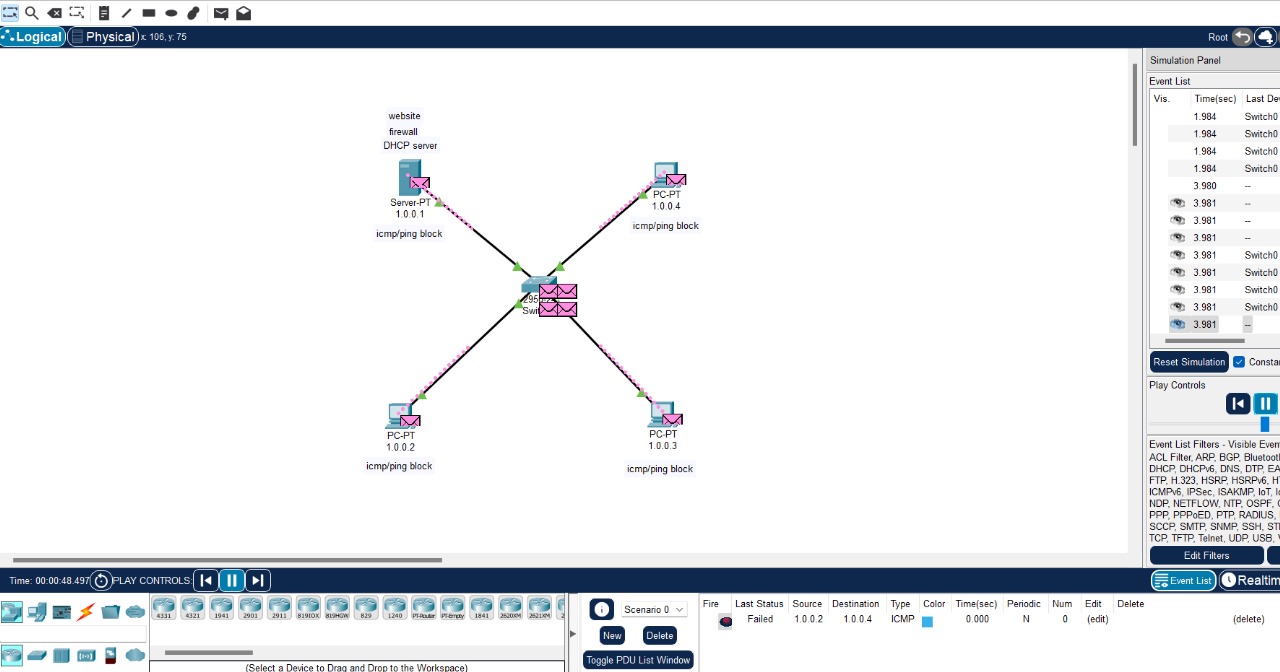 Logical Physical x: 106, y: 75 Root
Simulation Panel
Event List
Vis. Time(sec) Last De
1.984 Switch0
1.984 Switch0
1.984 Switch0
1.984 Switch0
3.980 --
3.981 --
3.981 --
3.981 --
3.981 Switch0
3.981 Switch0
3.981 Switch0
3.981 Switch0
3.981 --
Reset Simulation Consta
Play Controls
Event List Filters - Visible Even
ACL Filter, ARP, BGP, Bluetoot
DHCP, DHCPv6, DNS, DTP, EA
FTP, H.323, HSRP, HSRPv6, H
ICMPv6, IPSec, ISAKMP, IoT, I
NDP, NETFLOW, NTP, OSPF,
PPP, PPPoED, PTP, RADIUS,
SCCP, SMTP, SNMP, SSH, ST
TCP, TFTP, Telnet, UDP, USB,
Edit Filters
website
firewall
DHCP server
Server-PT
1.0.0.1
icmp/ping block
PC-PT
1.0.0.4
icmp/ping block
295
Swi
PC-PT
1.0.0.2
icmp/ping block
PC-PT
1.0.0.3
icmp/ping block
Time: 00:00:48.497 PLAY CONTROLS:
Event List Realtim
4331 4321 1941 2901 2911 819IOX 819HGW 829 1240 PT-Router PT-Empty 1841 2620XM 2621XM
(Select a Device to Drag and Drop to the Workspace)
Scenario 0
New Delete
Toggle PDU List Window
Fire Last Status Source Destination Type Color Time(sec) Periodic Num Edit Delete
Failed 1.0.0.2 1.0.0.4 ICMP 0.000 N 0 (edit) (delete)